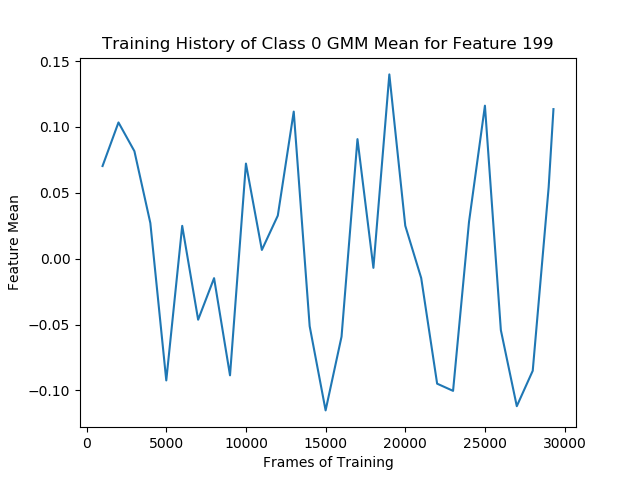 Training History of Class 0 GMM Mean for Feature 199
0.15
0.10
0.05
0.00
−0.05
−0.10
Feature Mean
0 5000 10000 15000 20000 25000 30000
Frames of Training